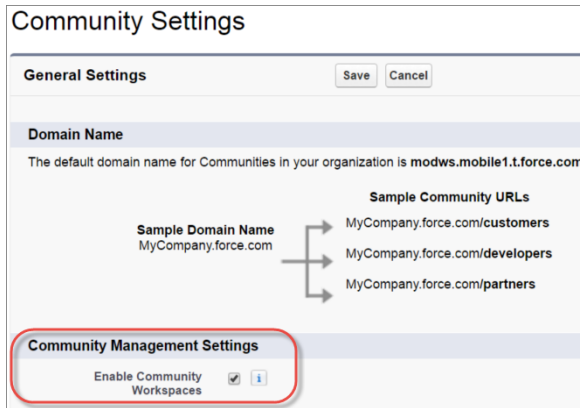 Community Settings
General Settings
Save
Cancel
Domain Name
The default domain name for Communities in your organization is modws.mobile1.t.force.com
Sample Community URLs
Sample Domain Name
MyCompany.force.com
MyCompany.force.com/customers
MyCompany.force.com/developers
MyCompany.force.com/partners
Community Management Settings
Enable Community
Workspaces
i